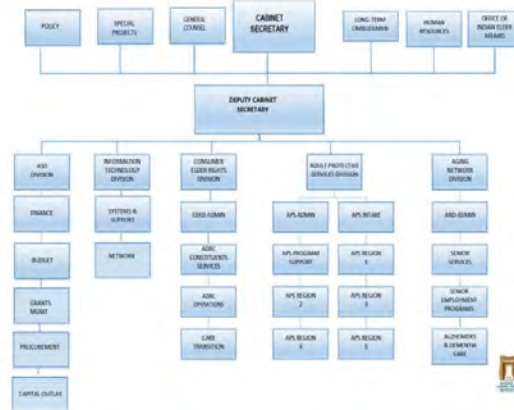 POLICY
SPECIAL
PROJECTS
GENERAL
COUNSEL
CABINET
SECRETARY
LONG-TERM
OMBUDSMAN
HUMAN
RESOURCES
OFFICE OF
INDIAN ELDER
AFFAIRS
DEPUTY CABINET
SECRETARY
ASD
DIVISION
INFORMATION
TECHNOLOGY
DIVISION
CONSUMER
ELDER RIGHTS
DIVISION
ADULT PROTECTIVE
SERVICES DIVISION
AGING
NETWORK
DIVISION
FINANCE
SYSTEMS &
SUPPORT
CERD ADMIN
APS ADMIN
APS INTAKE
AND ADMIN
BUDGET
NETWORK
ADRC
CONSTITUENTS
SERVICES
APS PROGRAM
SUPPORT
APS REGION
1
SENIOR
SERVICES
GRANTS
MGMT
ADRC
OPERATIONS
APS REGION
2
APS REGION
3
SENIOR
EMPLOYMENT
PROGRAMS
PROCUREMENT
CARE
TRANSITION
APS REGION
4
APS REGION
5
ALZHEIMERS
& DEMENTIA
CARE
CAPITAL OUTLAY